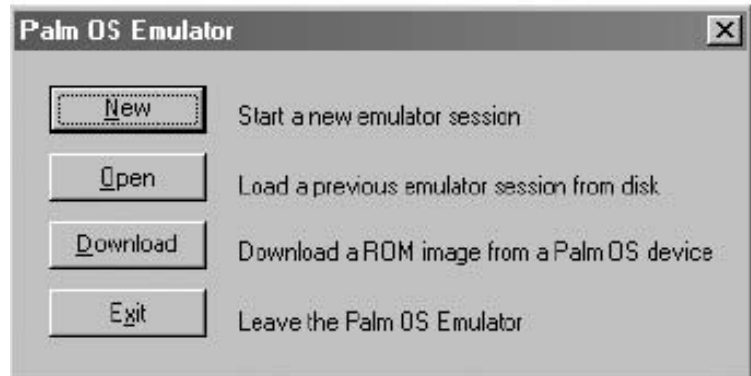 Palm OS Emulator
New Start a new emulator session
Open Load a previous emulator session from disk
Download Download a ROM image from a Palm OS device
Exit Leave the Palm OS Emulator